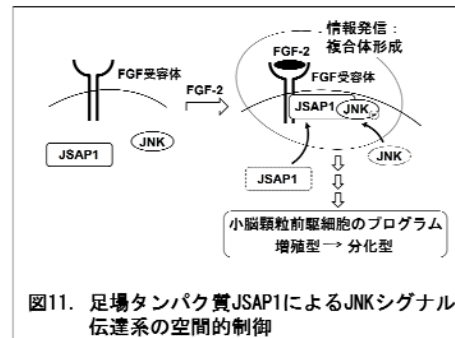 情報発信：
複合体形成
FGF-2
FGF受容体
FGF受容体
FGF-2
JSAP1
JNK
P
JSAP1
JNK
JNK
JSAP1
小脳顆粒前駆細胞のプログラム
増殖型→分化型
図11. 足場タンパク質JSAP1によるJNKシグナル
伝達系の空間的制御